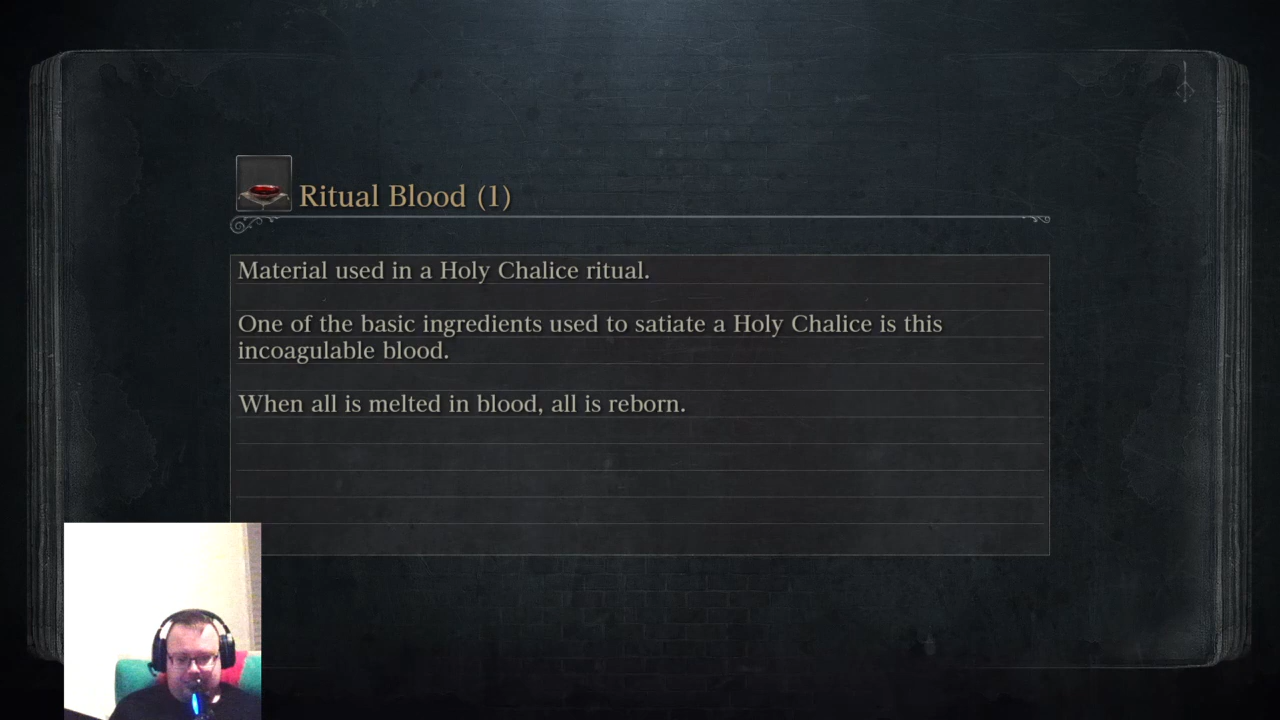 Ritual Blood (1)
Material used in a Holy Chalice ritual.
One of the basic ingredients used to satiate a Holy Chalice is this
incoagulable blood.
When all is melted in blood, all is reborn.